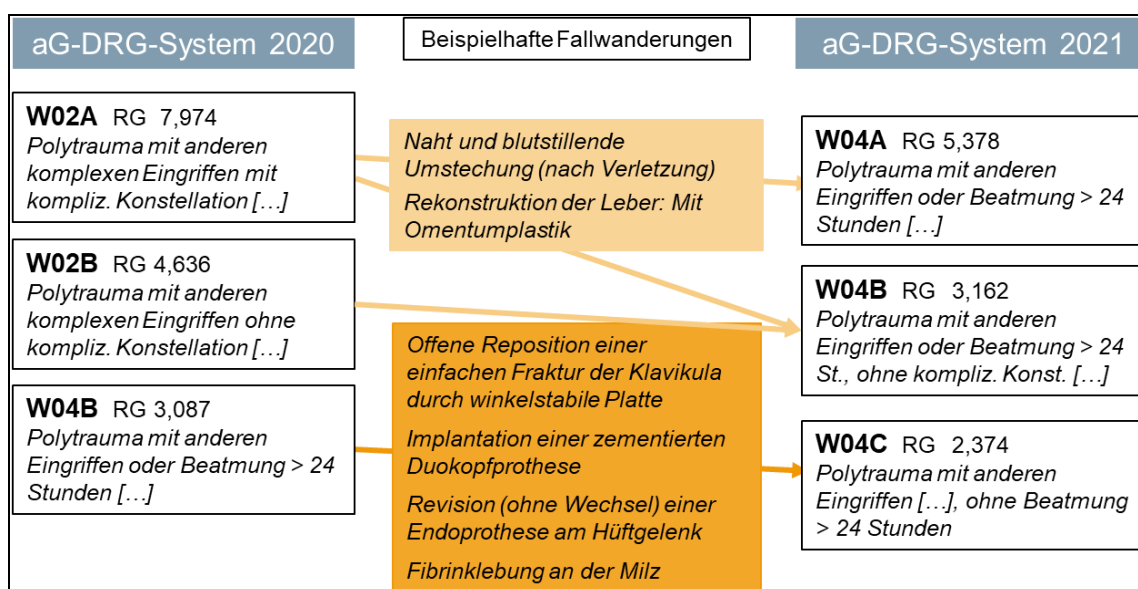 aG-DRG-System 2020
Beispielhafte Fallwanderungen
aG-DRG-System 2021
W02A RG 7,974
Polytrauma mit anderen
komplexen Eingriffen mit
kompliz. Konstellation [...]
W02B RG 4,636
Polytrauma mit anderen
komplexen Eingriffen ohne
kompliz. Konstellation [...]
W04B RG 3,087
Polytrauma mit anderen
Eingriffen oder Beatmung > 24
Stunden [...]
Naht und blutstillende
Umstechung (nach Verletzung)
Rekonstruktion der Leber: Mit
Omentumplastik
Offene Reposition einer
einfachen Fraktur der Klavikula
durch winkelstabile Platte
Implantation einer zementierten
Duokopfprothese
Revision (ohne Wechsel) einer
Endoprothese am Hüftgelenk
Fibrinklebung an der Milz
W04A RG 5,378
Polytrauma mit anderen
Eingriffen oder Beatmung > 24
Stunden [...]
W04B RG 3,162
Polytrauma mit anderen
Eingriffen oder Beatmung > 24
St., ohne kompliz. Konst. [...]
W04C RG 2,374
Polytrauma mit anderen
Eingriffen [...], ohne Beatmung
> 24 Stunden